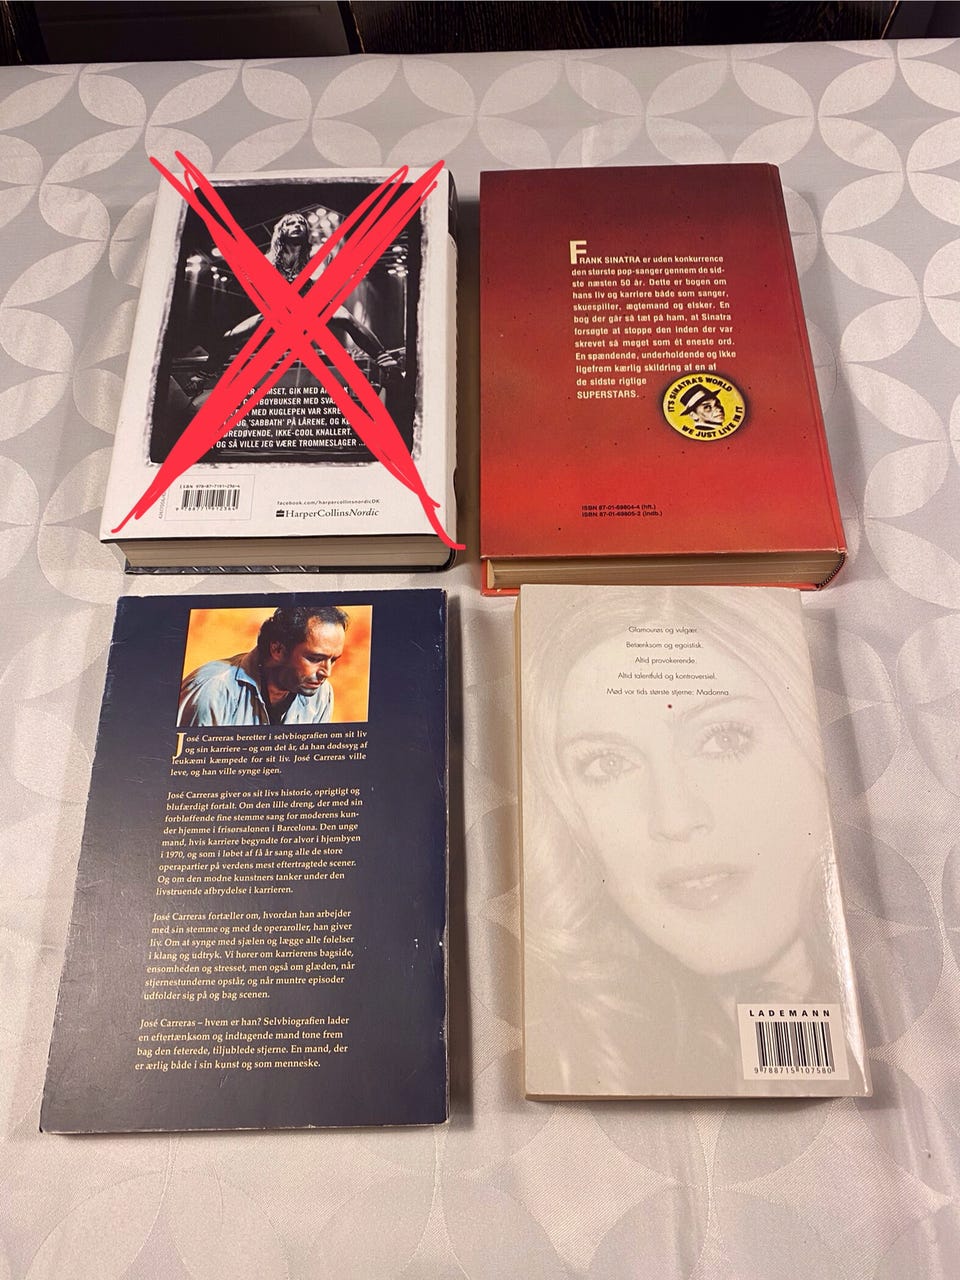 ER UMSET, GIK MED A
BOYBUKSER MED SVAS
MED KUGLEPEN VAR SKRE
OG 'SABBATH' PÅ LÅRENE, OG KØ
REDØVENDE, IKKE-COOL KNALLERT.
OG SÅ VILLE JEG VÆRE TROMMESLAGER ...
ISBN 978-87-7191-236-4
9 788771 912364
facebook.com/harpercollinsnordicDK
HarperCollinsNordic
FRANK SINATRA er uden konkurrence
den største pop-sanger gennem de sid-
ste næsten 50 år. Dette er bogen om
hans liv og karriere både som sanger,
skuespiller, ægtemand og elsker. En
bog der går så tæt på ham, at Sinatra
forsøgte at stoppe den inden der var
skrevet så meget som ét eneste ord.
En spændende, underholdende og ikke
ligefrem kærlig skildring af en af
de sidste rigtige
SUPERSTARS.
IT'S SINATRA'S WORLD
WE JUST LIVE IN IT
ISBN 87-01-69804-4 (hft.)
ISBN 87-01-69805-2 (indb.)
José Carreras beretter i selvbiografien om sit liv
og sin karriere – og om det år, da han dødssyg af
leukæmi kæmpede for sit liv. José Carreras ville
leve, og han ville synge igen.
José Carreras giver os sit livs historie, oprigtigt og
blufærdigt fortalt. Om den lille dreng, der med sin
forbløffende fine stemme sang for moderens kun-
der hjemme i frisørsalonen i Barcelona. Den unge
mand, hvis karriere begyndte for alvor i hjembyen
i 1970, og som i løbet af få år sang alle de store
operapartier på verdens mest eftertragtede scener.
Og om den modne kunstners tanker under den
livstruende afbrydelse i karrieren.
José Carreras fortæller om, hvordan han arbejder
med sin stemme og med de operaroller, han giver
liv. Om at synge med sjælen og lægge alle følelser
i klang og udtryk. Vi hører om karrierens bagside,
ensomheden og stresset, men også om glæden, når
stjernestunderne opstår, og når muntre episoder
udfolder sig på og bag scenen.
José Carreras – hvem er han? Selvbiografien lader
en eftertænksom og indtagende mand tone frem
bag den feterede, tiljublede stjerne. En mand, der
er ærlig både i sin kunst og som menneske.
Glamourøs og vulgær.
Betænksom og egoistisk.
Altid provokerende.
Altid talentfuld og kontroversiel.
Mød vor tids største stjerne: Madonna.
LADEMANN
9 788715 107580